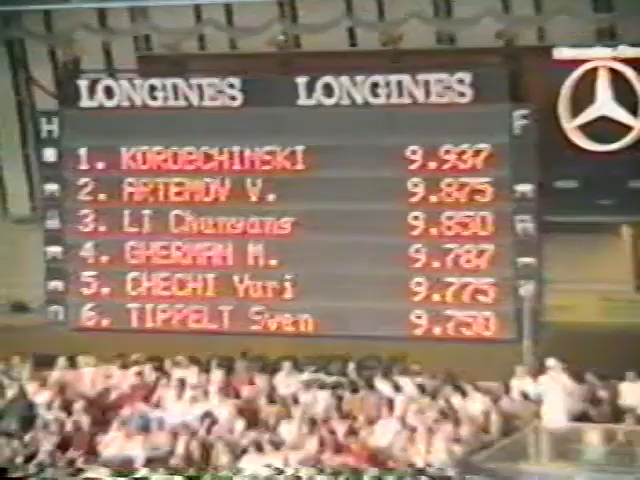 LONGINES LONGINES
H F
1. KOROBCHINSKI 9.937
2. ARTEMOV V. 9.875
3. LI Chunyang 9.850
4. GHERMAN M. 9.787
5. CHECHI Yuri 9.775
6. TIPPELT Sven 9.750